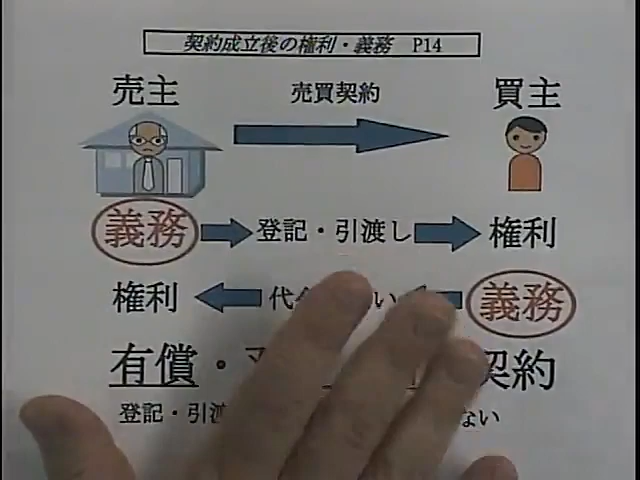 契約成立後の権利・義務 P14
売主 売買契約 買主
義務 登記・引渡し 権利
権利 代 い 義務
有償・ 契約
登記・引渡 ない